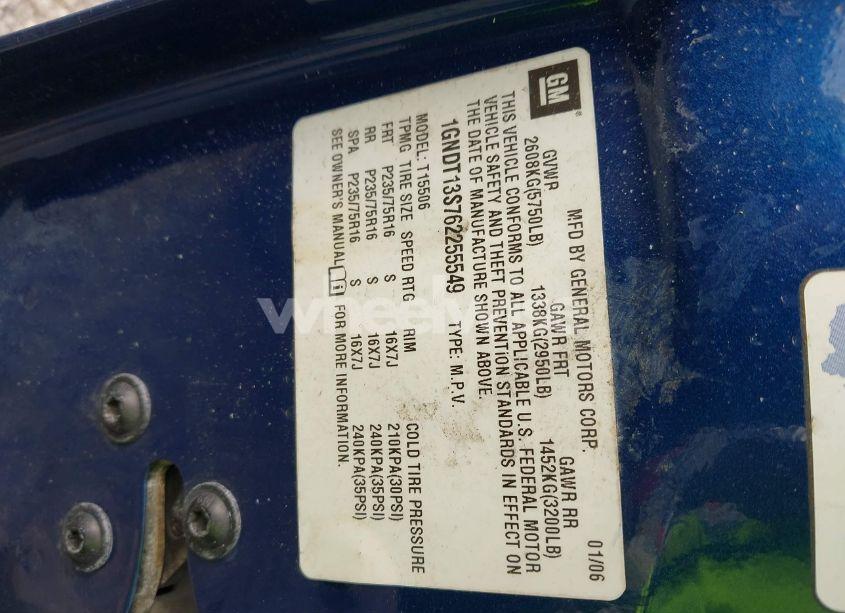 GM
MFD BY GENERAL MOTORS CORP. 01/06
GVWR GAWR FRT GAWR RR
2608KG(5750LB) 1338KG(2950LB) 1452KG(3200LB)
THIS VEHICLE CONFORMS TO ALL APPLICABLE U.S. FEDERAL MOTOR
VEHICLE SAFETY AND THEFT PREVENTION STANDARDS IN EFFECT ON
THE DATE OF MANUFACTURE SHOWN ABOVE.
1GNDT13S762255549 TYPE: M.P.V.
MODEL: T15506
TPMG TIRE SIZE SPEED RTG RIM COLD TIRE PRESSURE
FRT P235/75R16 S 16X7J 210KPA(30PSI)
RR P235/75R16 S 16X7J 240KPA(35PSI)
SPA P235/75R16 S 16X7J 240KPA(35PSI)
SEE OWNER'S MANUAL FOR MORE INFORMATION.